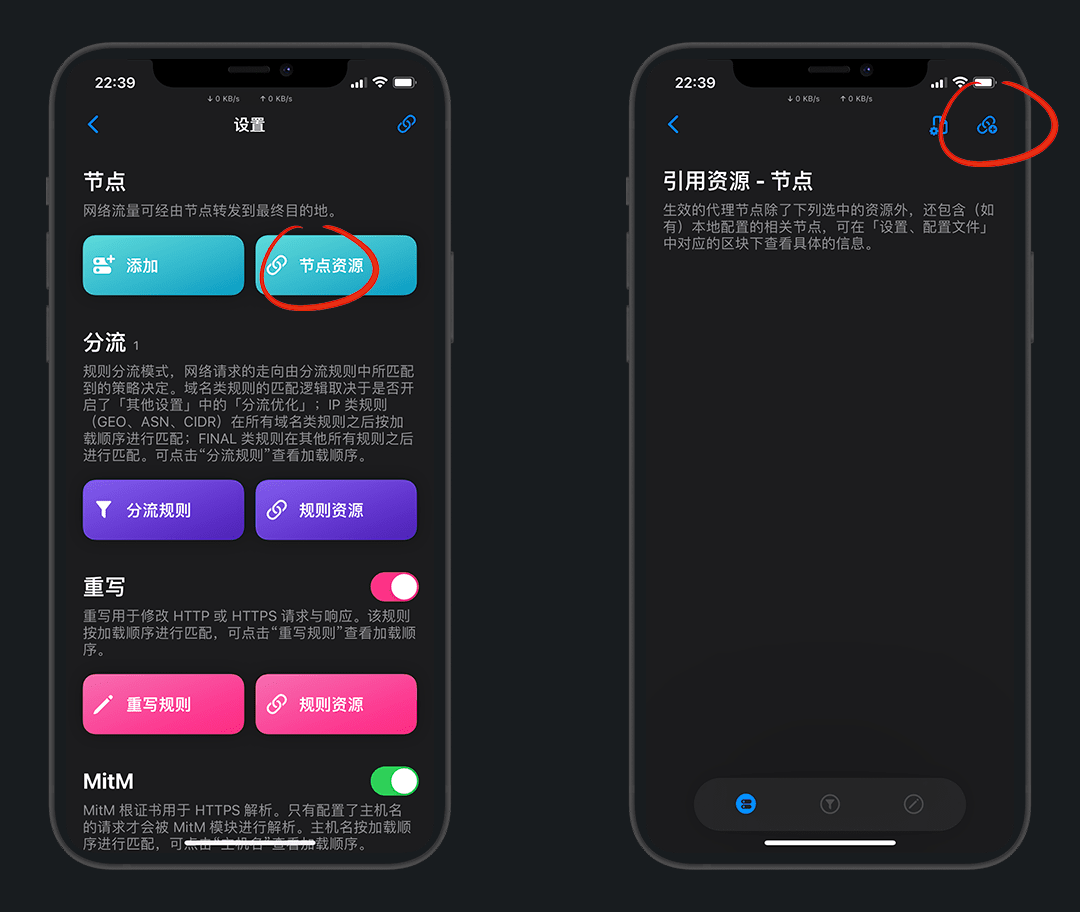 22:39
↓ 0 KB/s ↑ 0 KB/s
设置
节点
网络流量可经由节点转发到最终目的地。
添加
节点资源
分流 1
规则分流模式，网络请求的走向由分流规则中所匹配
到的策略决定。域名类规则的匹配逻辑取决于是否开
启了「其他设置」中的「分流优化」；IP 类规则
（GEO、ASN、CIDR）在所有域名类规则之后按加
载顺序进行匹配；FINAL 类规则在其他所有规则之后
进行匹配。可点击“分流规则”查看加载顺序。
分流规则
规则资源
重写
重写用于修改 HTTP 或 HTTPS 请求与响应。该规则
按加载顺序进行匹配，可点击“重写规则”查看加载顺
序。
重写规则
规则资源
MitM
MitM 根证书用于 HTTPS 解析。只有配置了主机名
的请求才会被 MitM 模块进行解析。主机名按加载顺
序进行匹配，可点击“主机名”查看加载顺序。
22:39
↓ 0 KB/s ↑ 0 KB/s
引用资源 - 节点
生效的代理节点除了下列选中的资源外，还包含（如
有）本地配置的相关节点，可在「设置、配置文件」
中对应的区块下查看具体的信息。